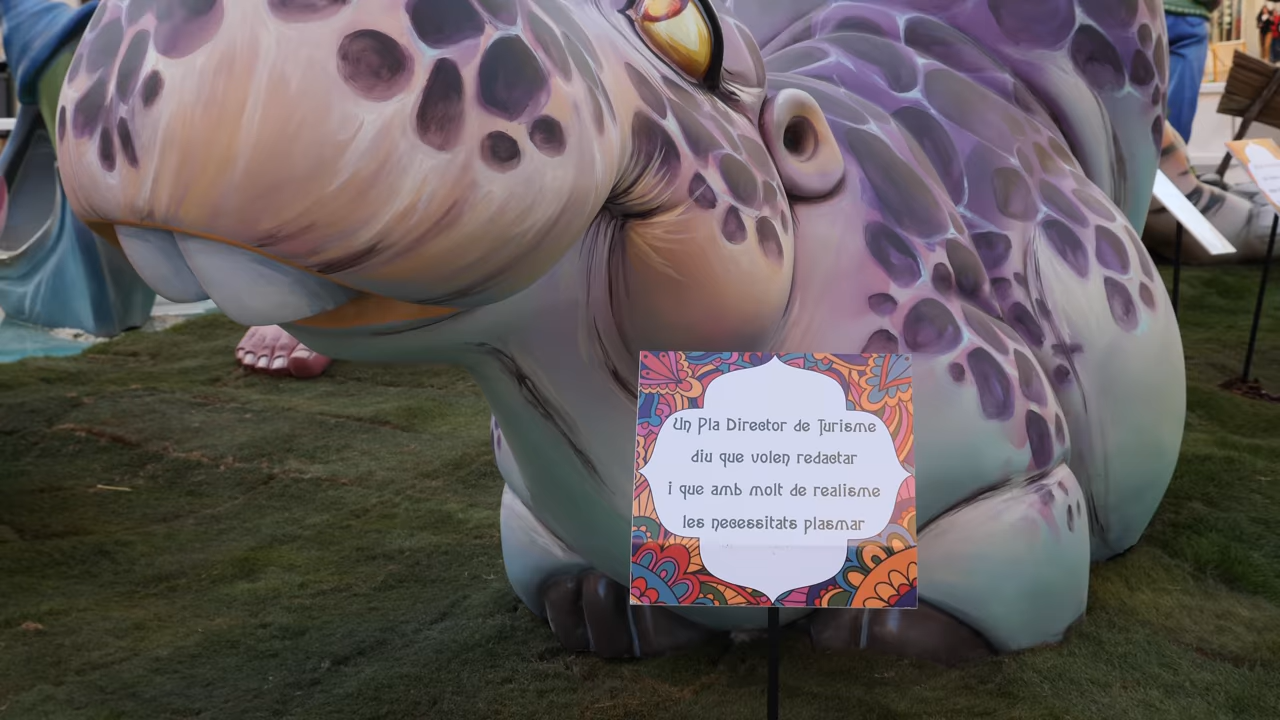 Un Pla Director de Turisme
diu que volen redactar
i que amb molt de realisme
les necessitats plasmar